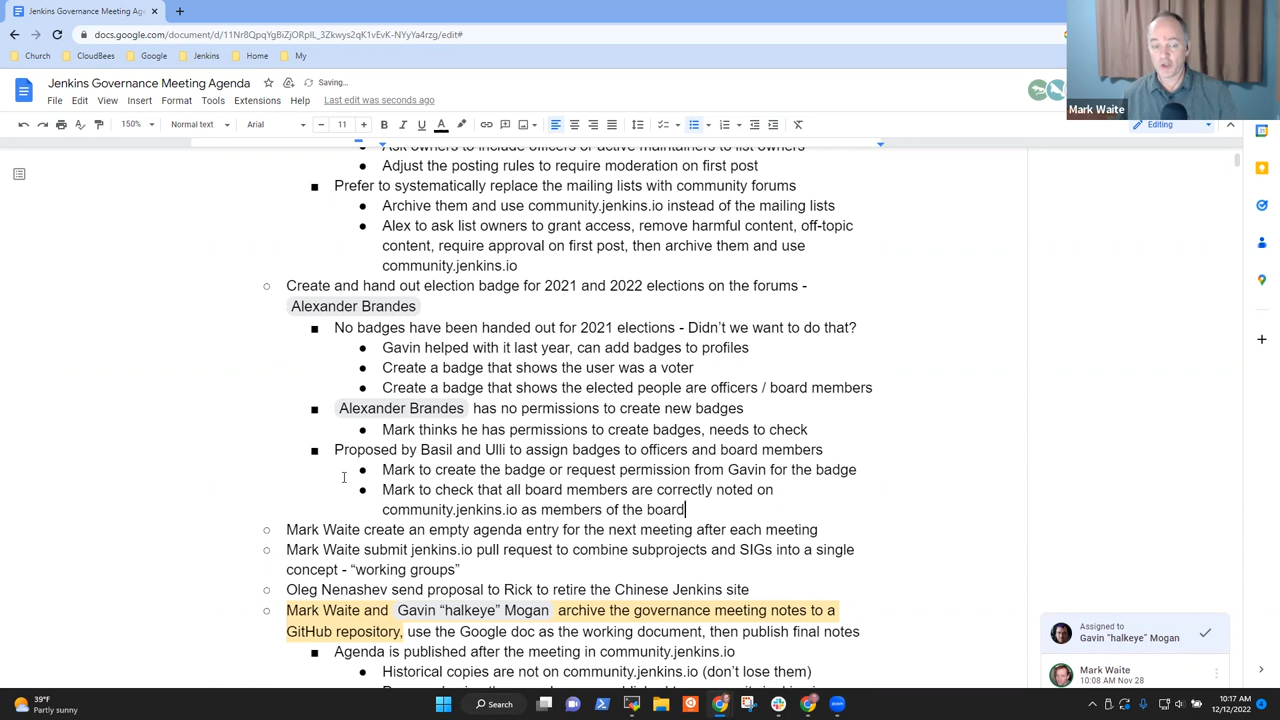 Jenkins Governance Meeting Age
docs.google.com/document/d/11Nr8QpqYgBiZjORpIL_3Zkwys2qK1vEvK-NYyYa4rzg/edit#
Church
CloudBees
Google
Jenkins
Home
My
Jenkins Governance Meeting Agenda
Saving...
File Edit View Insert Format Tools Extensions Help Last edit was seconds ago
150% Normal text Arial 11
Editing
Mark Waite
Ask owners to include officers or active maintainers to list owners
Adjust the posting rules to require moderation on first post
Prefer to systematically replace the mailing lists with community forums
Archive them and use community.jenkins.io instead of the mailing lists
Alex to ask list owners to grant access, remove harmful content, off-topic
content, require approval on first post, then archive them and use
community.jenkins.io
Create and hand out election badge for 2021 and 2022 elections on the forums -
Alexander Brandes
No badges have been handed out for 2021 elections - Didn't we want to do that?
Gavin helped with it last year, can add badges to profiles
Create a badge that shows the user was a voter
Create a badge that shows the elected people are officers / board members
Alexander Brandes has no permissions to create new badges
Mark thinks he has permissions to create badges, needs to check
Proposed by Basil and Ulli to assign badges to officers and board members
Mark to create the badge or request permission from Gavin for the badge
Mark to check that all board members are correctly noted on
community.jenkins.io as members of the board
Mark Waite create an empty agenda entry for the next meeting after each meeting
Mark Waite submit jenkins.io pull request to combine subprojects and SIGs into a single
concept - “working groups”
Oleg Nenashev send proposal to Rick to retire the Chinese Jenkins site
Mark Waite and Gavin “halkeye” Mogan archive the governance meeting notes to a
GitHub repository, use the Google doc as the working document, then publish final notes
Agenda is published after the meeting in community.jenkins.io
Historical copies are not on community.jenkins.io (don't lose them)
Assigned to
Gavin “halkeye” Mogan
Mark Waite
10:08 AM Nov 28
39°F
Partly sunny
Search
10:17 AM
12/12/2022